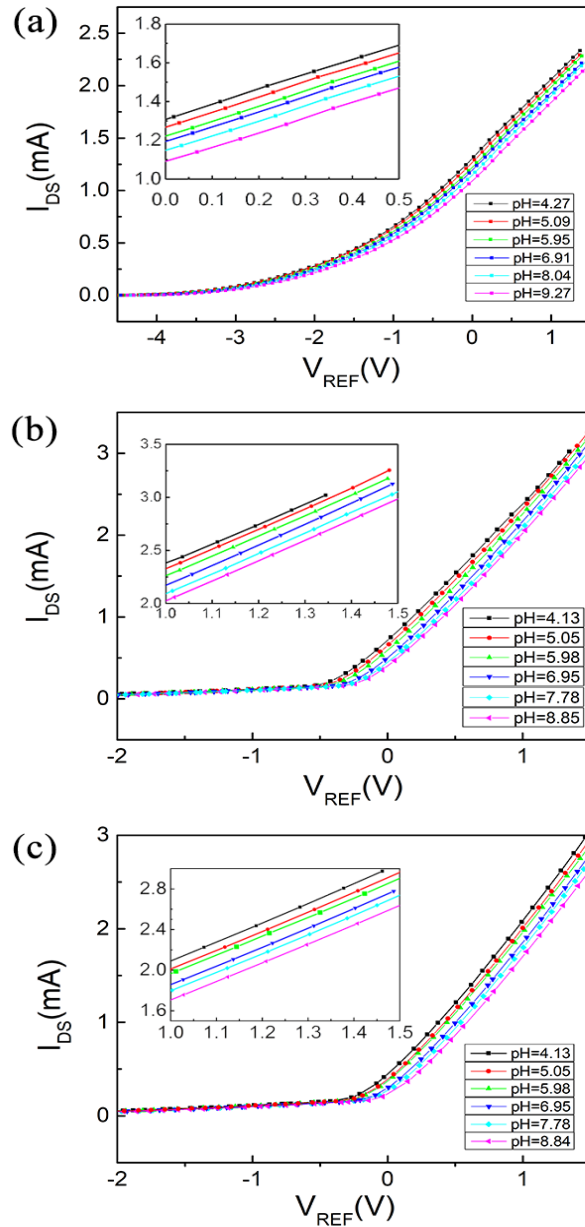 (a)
I_DS(mA)
2.5
2.0
1.5
1.0
0.5
0.0
1.8
1.6
1.4
1.2
1.0
0.0 0.1 0.2 0.3 0.4 0.5
pH=4.27
pH=5.09
pH=5.95
pH=6.91
pH=8.04
pH=9.27
-4 -3 -2 -1 0 1
V_REF(V)
(b)
I_DS(mA)
3
2
1
0
3.5
3.0
2.5
2.0
1.0 1.1 1.2 1.3 1.4 1.5
pH=4.13
pH=5.05
pH=5.98
pH=6.95
pH=7.78
pH=8.85
-2 -1 0 1
V_REF(V)
(c)
I_DS(mA)
3
2
1
0
2.8
2.4
2.0
1.6
1.0 1.1 1.2 1.3 1.4 1.5
pH=4.13
pH=5.05
pH=5.98
pH=6.95
pH=7.78
pH=8.84
-2 -1 0 1
V_REF(V)